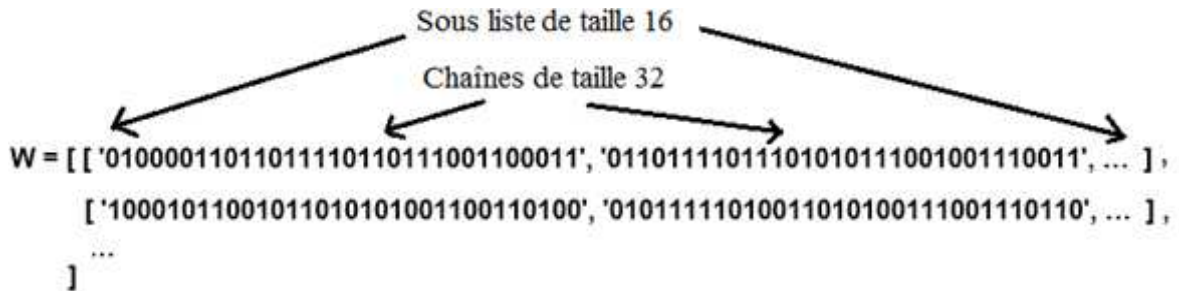 Sous liste de taille 16
Chaînes de taille 32
W = [ [ '01000011011011110110111001100011', '01101111011101010111001001110011', ... ] ,
[ '10001011001011010101001100110100', '01011111010011010100111001110110', ... ] ,
...
]